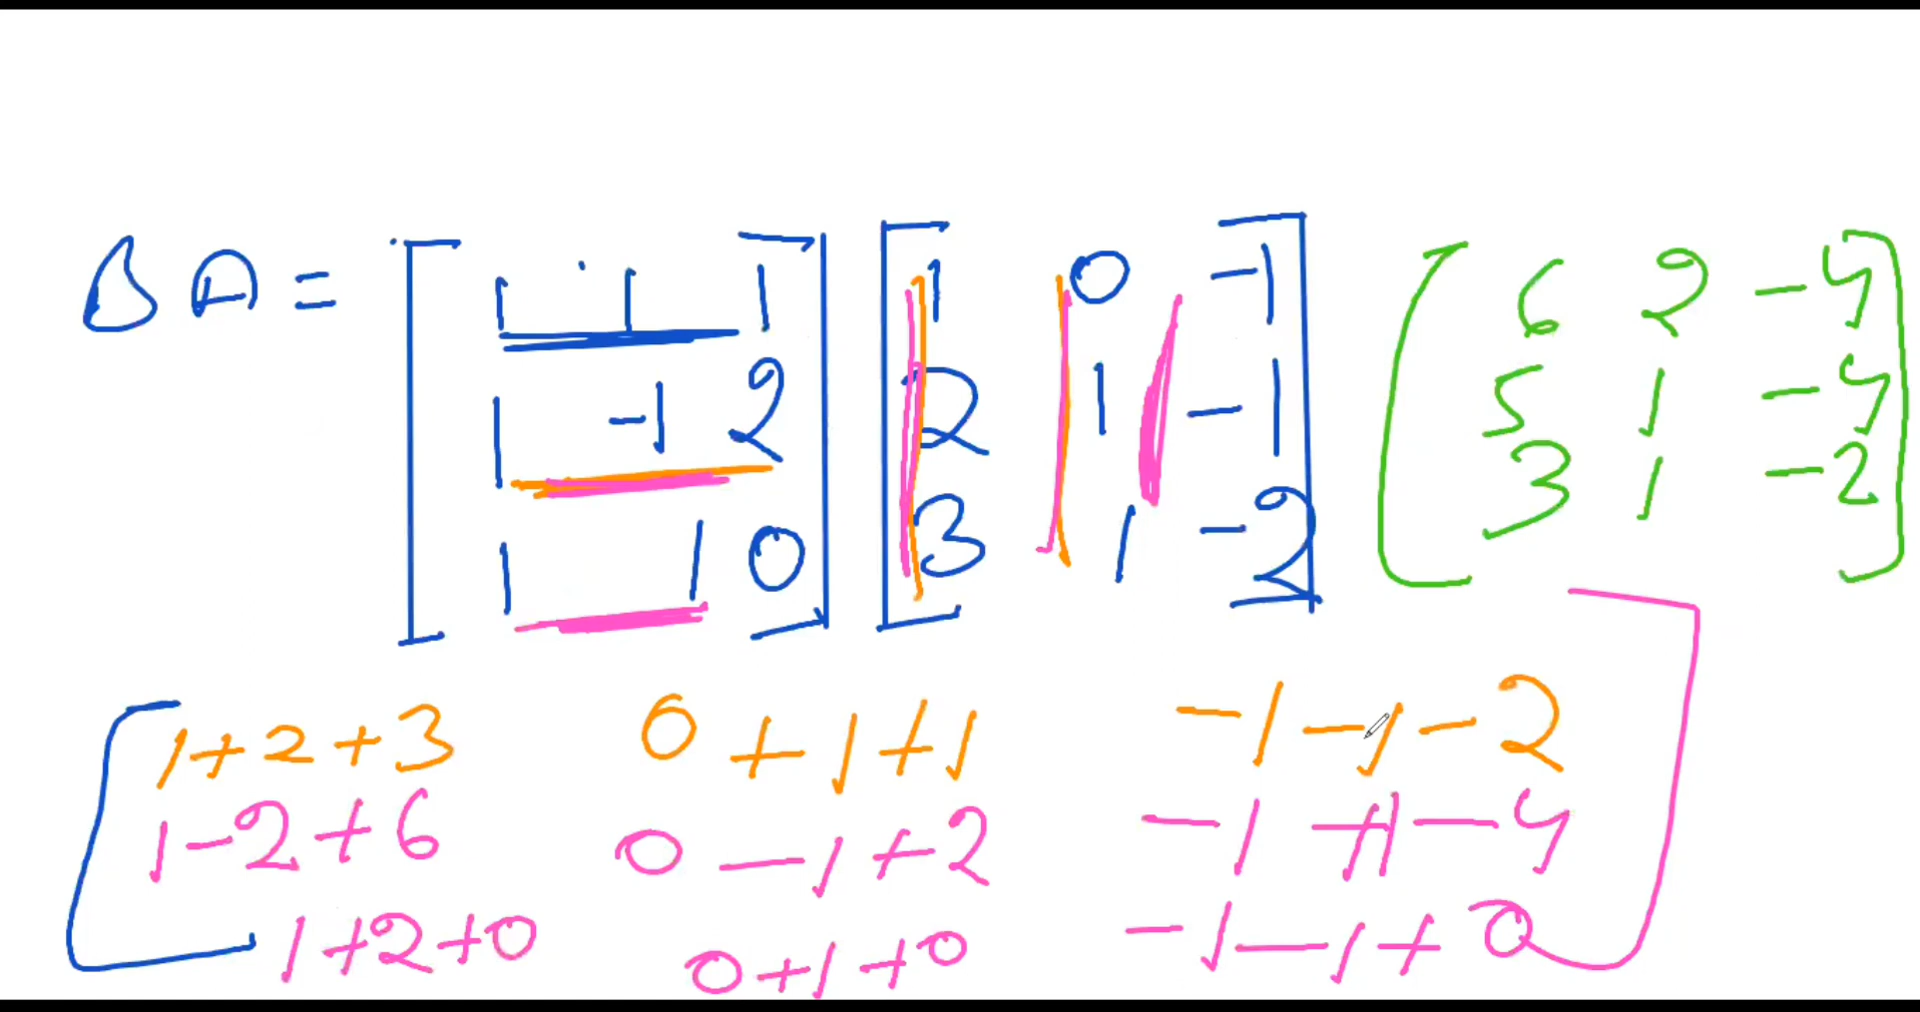 BA = [ 1 1 1 ] [ 1 0 -1 ] [ 6 2 -4 ]
[ 1 -1 2 ] [ 2 1 -1 ] [ 5 1 -4 ]
[ 1 1 0 ] [ 3 1 -2 ] [ 3 1 -2 ]
[ 1+2+3 0+1+1 -1-1-2 ]
1-2+6 0-1+2 -1+1-4
1+2+0 0+1+0 -1-1+0